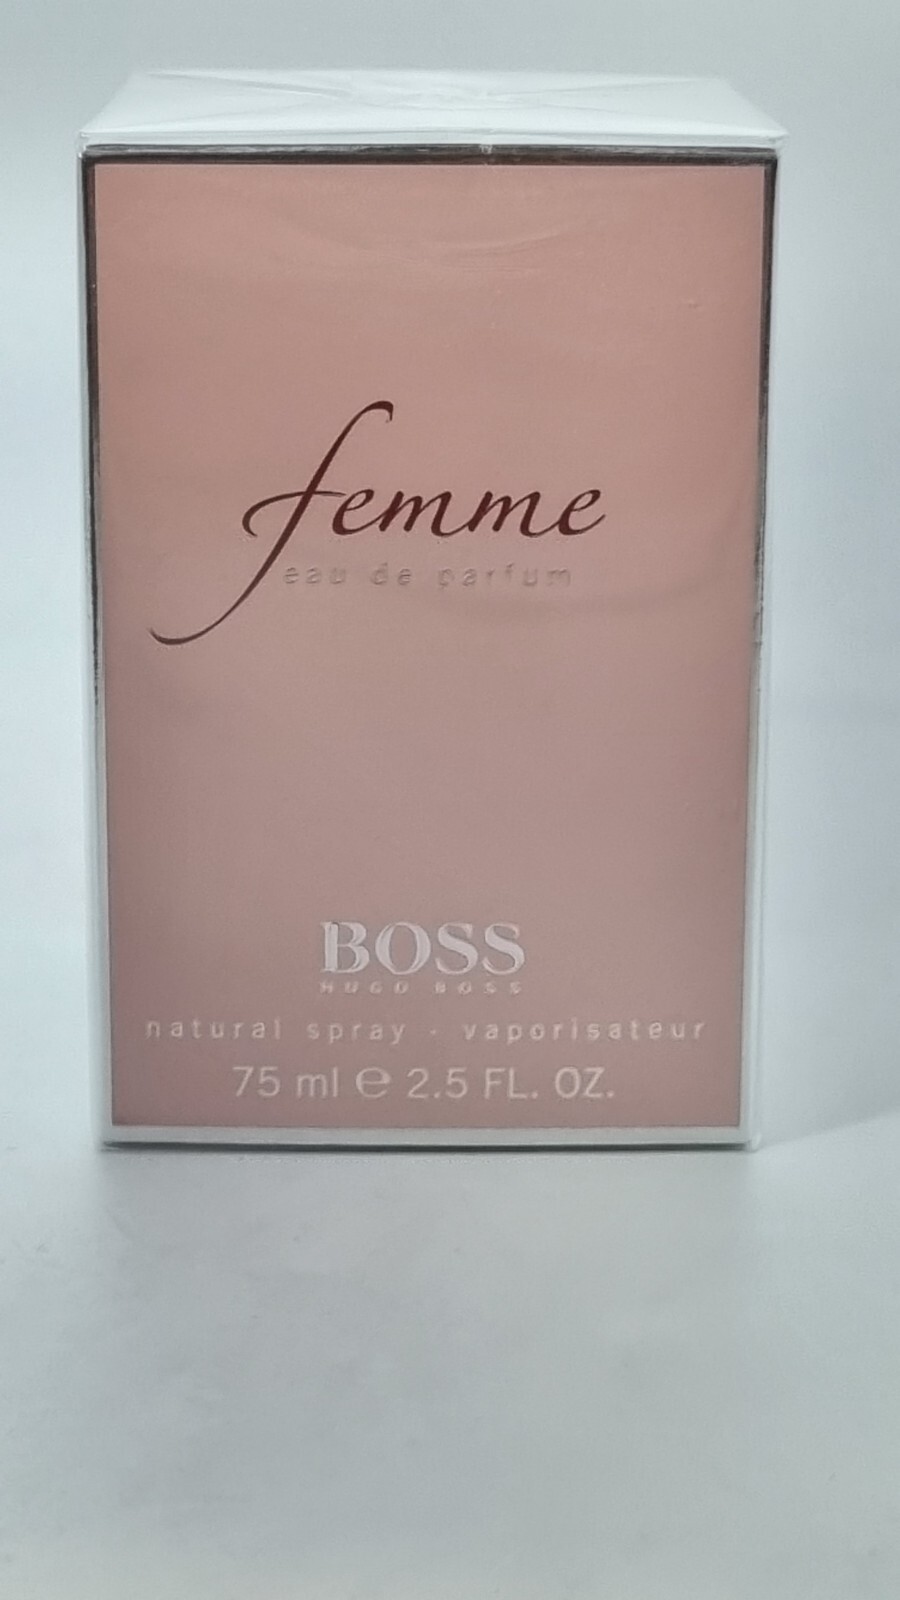 femme
eau de parfum
BOSS
HUGO BOSS
natural spray · vaporisateur
75 ml ℮ 2.5 FL. OZ.